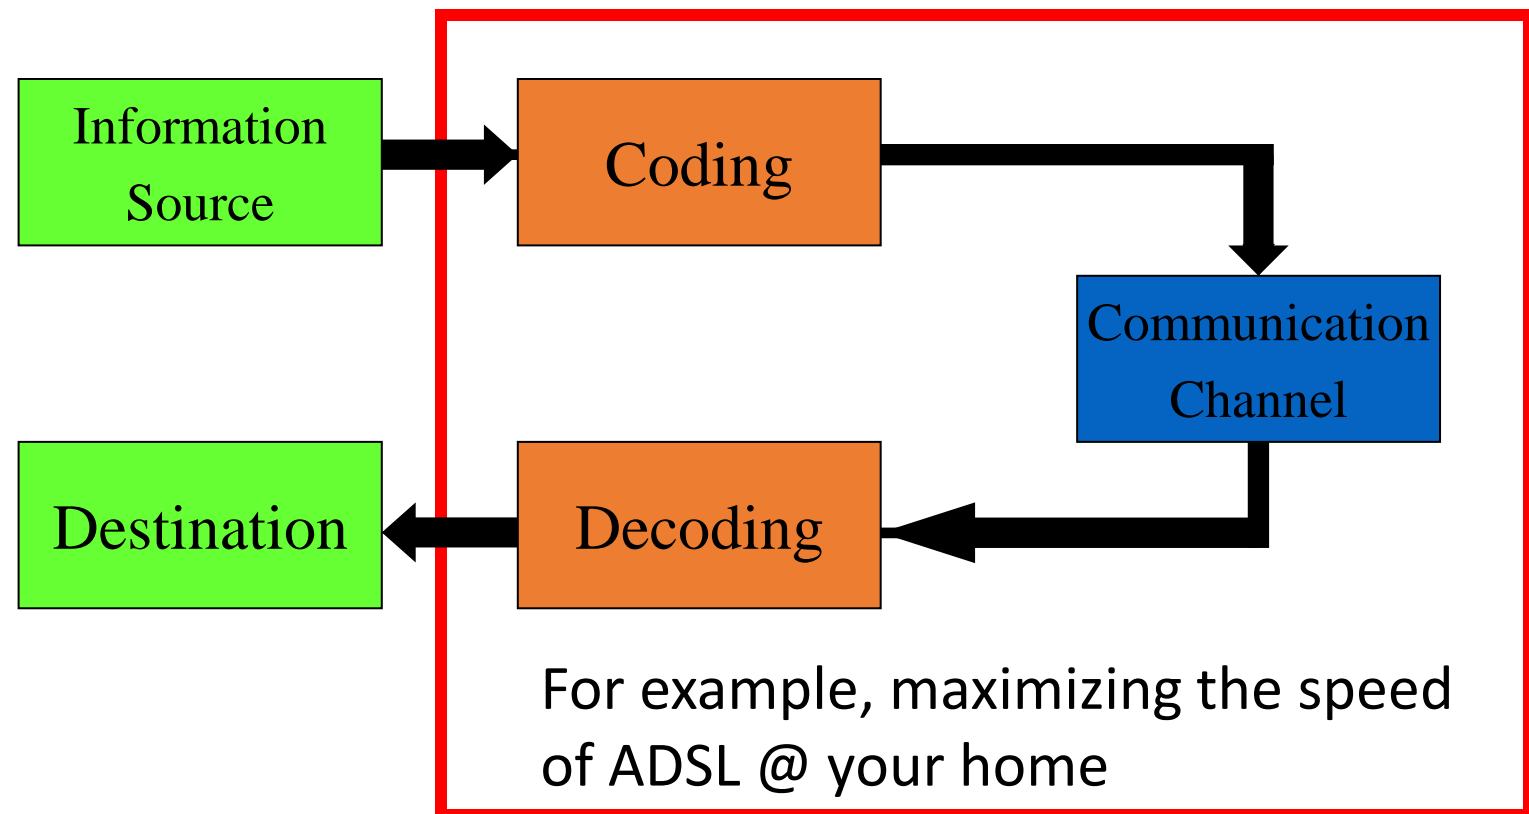 Information
Source
Coding
Communication
Channel
Destination
Decoding
For example, maximizing the speed
of ADSL @ your home